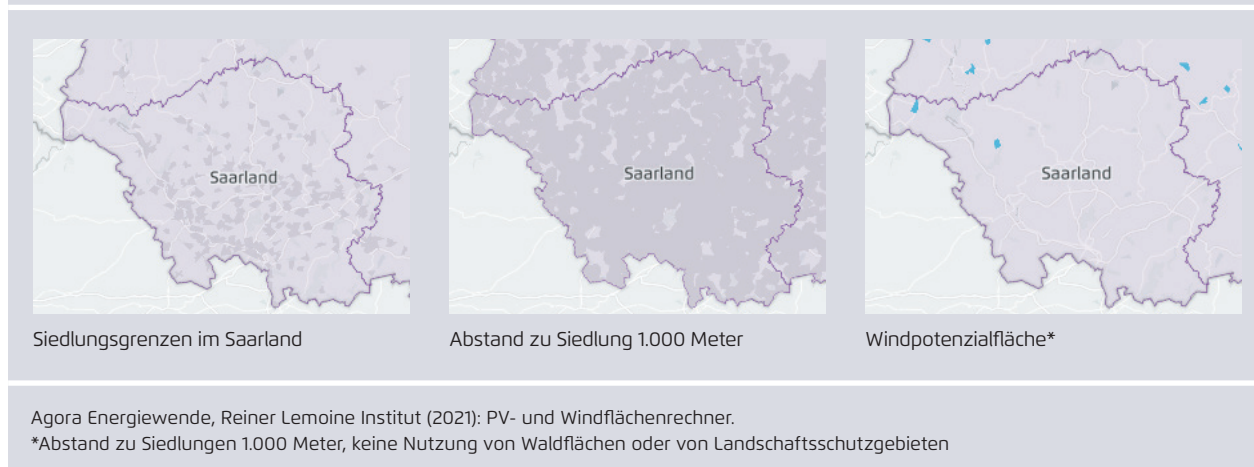 Saarland
Saarland
Saarland
Siedlungsgrenzen im Saarland
Abstand zu Siedlung 1.000 Meter
Windpotenzialfläche*
Agora Energiewende, Reiner Lemoine Institut (2021): PV- und Windflächenrechner.
*Abstand zu Siedlungen 1.000 Meter, keine Nutzung von Waldflächen oder von Landschaftsschutzgebieten